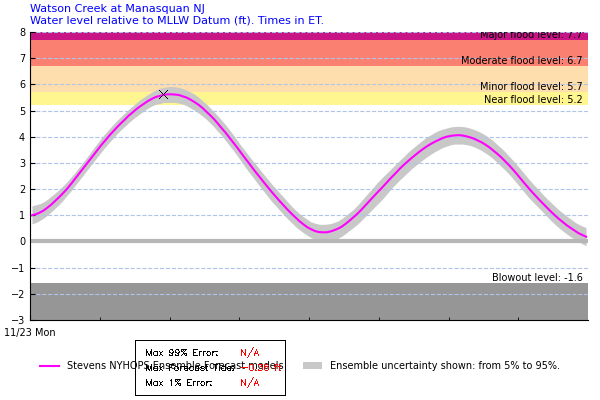 Watson Creek at Manasquan NJ
Water level relative to MLLW Datum (ft). Times in ET.
8
Major flood level: 7.7
7
Moderate flood level: 6.7
6
Minor flood level: 5.7
Near flood level: 5.2
5
4
3
2
1
0
−1
Blowout level: -1.6
−2
−3
11/23 Mon
Max 99% Error: N/A
Stevens NYHOPS Ensemble Forecast models
Max Forecast Tide:
Ensemble uncertainty shown: from 5% to 95%.
Max 1% Error: N/A